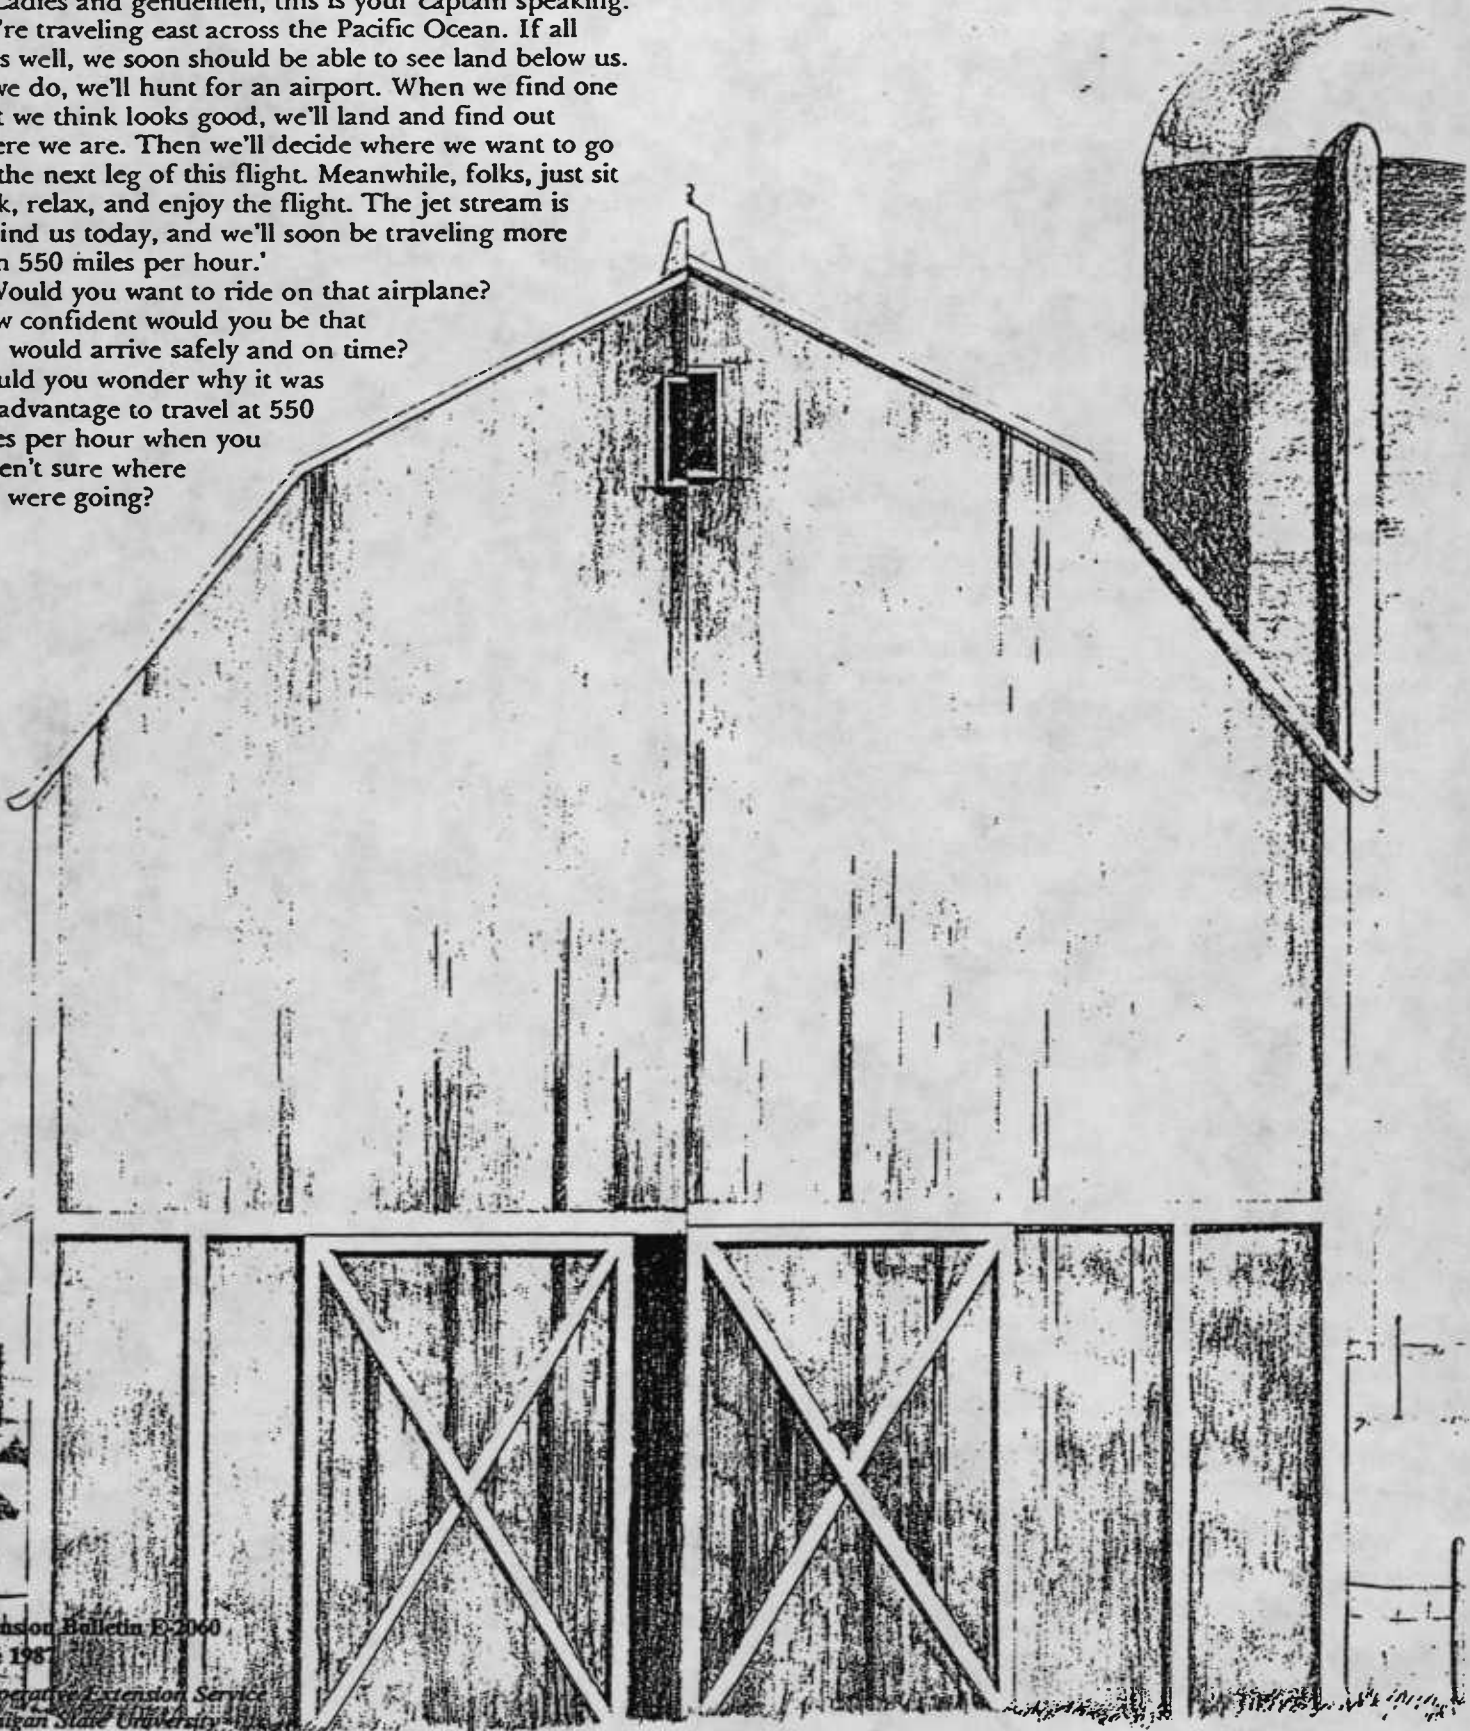 Ladies and gentlemen, this is your captain speaking.
're traveling east across the Pacific Ocean. If all
s well, we soon should be able to see land below us.
we do, we'll hunt for an airport. When we find one
t we think looks good, we'll land and find out
ere we are. Then we'll decide where we want to go
the next leg of this flight. Meanwhile, folks, just sit
k, relax, and enjoy the flight. The jet stream is
ind us today, and we'll soon be traveling more
n 550 miles per hour.'
Would you want to ride on that airplane?
w confident would you be that
would arrive safely and on time?
uld you wonder why it was
advantage to travel at 550
es per hour when you
en't sure where
were going?
nsion Bulletin E-2060
1987
perative Extension Service
igan State University